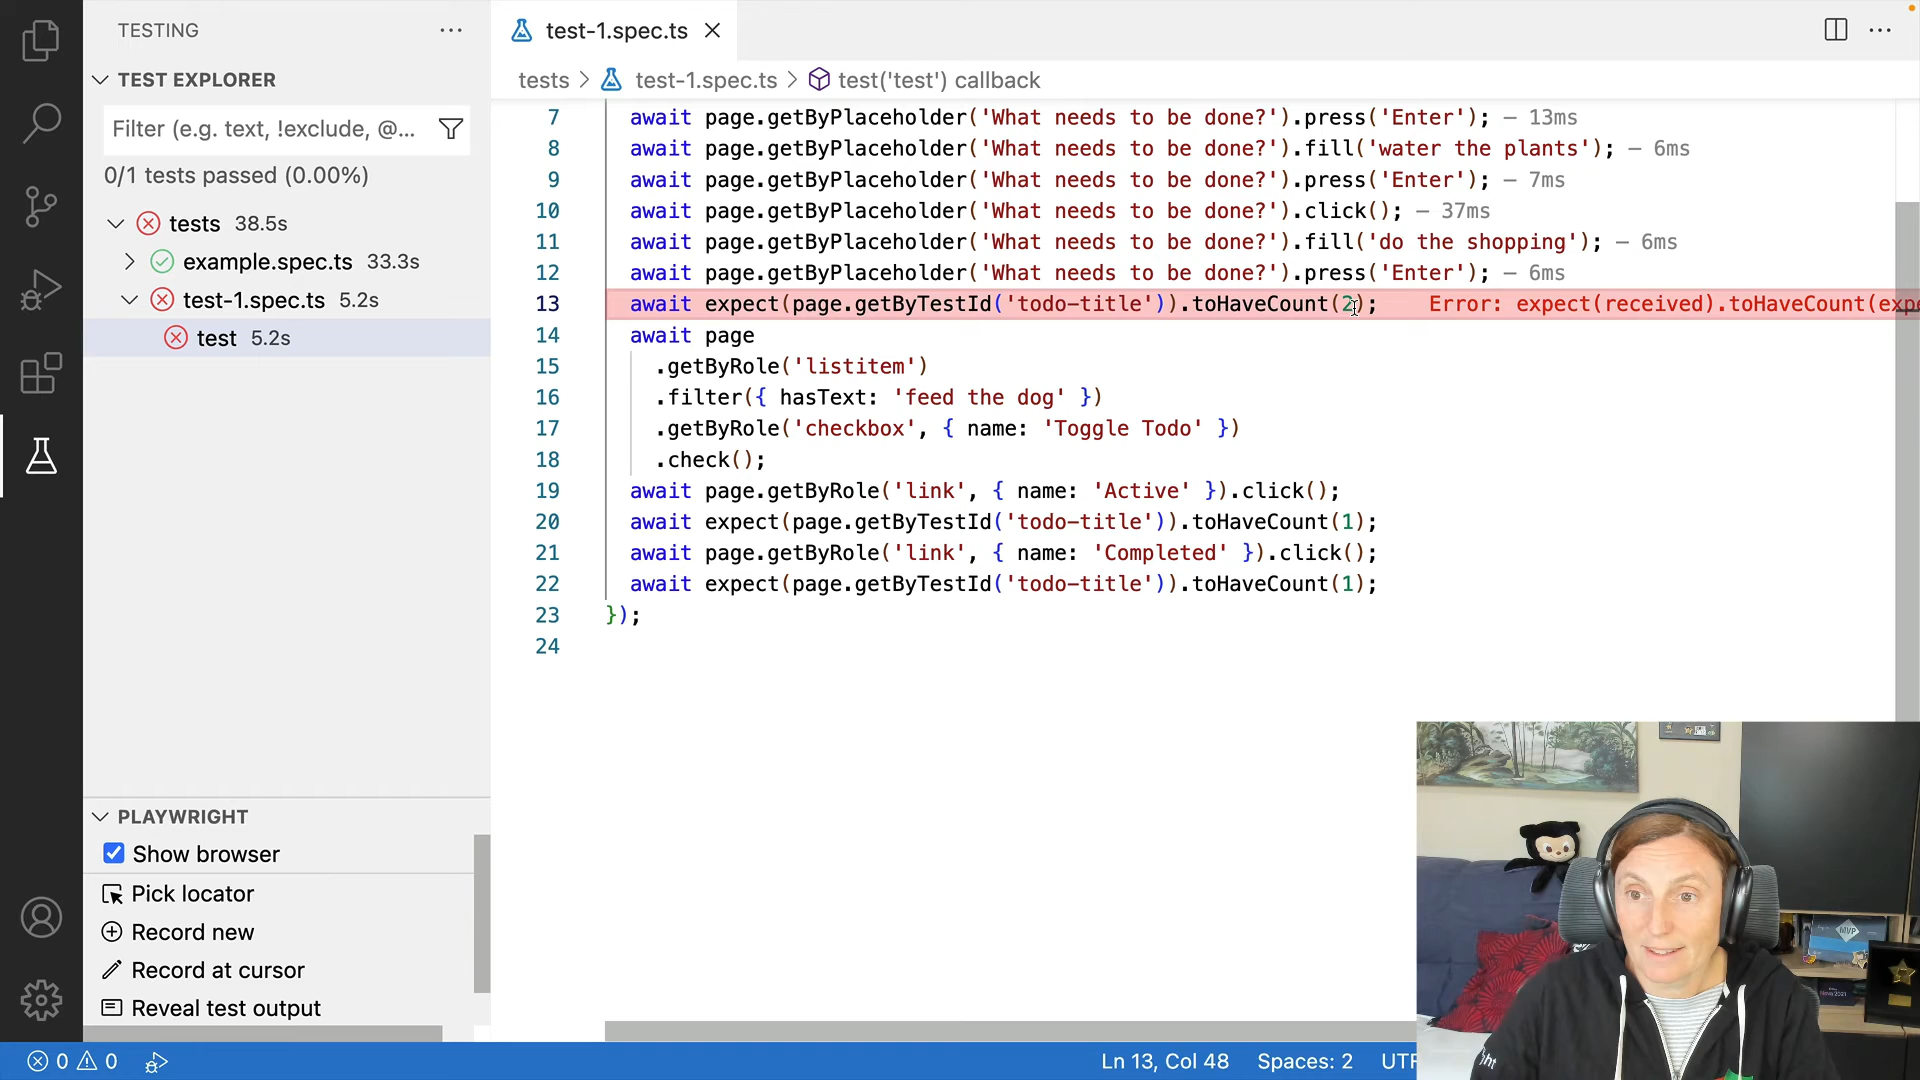 TESTING
TEST EXPLORER
Filter (e.g. text, !exclude, @...
0/1 tests passed (0.00%)
tests 38.5s
example.spec.ts 33.3s
test-1.spec.ts 5.2s
test 5.2s
PLAYWRIGHT
Show browser
Pick locator
Record new
Record at cursor
Reveal test output
test-1.spec.ts
tests > test-1.spec.ts > test('test') callback
7 await page.getByPlaceholder('What needs to be done?').press('Enter'); — 13ms
8 await page.getByPlaceholder('What needs to be done?').fill('water the plants'); — 6ms
9 await page.getByPlaceholder('What needs to be done?').press('Enter'); — 7ms
10 await page.getByPlaceholder('What needs to be done?').click(); — 37ms
11 await page.getByPlaceholder('What needs to be done?').fill('do the shopping'); — 6ms
12 await page.getByPlaceholder('What needs to be done?').press('Enter'); — 6ms
13 await expect(page.getByTestId('todo-title')).toHaveCount(2); Error: expect(received).toHaveCount(expe
14 await page
15 .getByRole('listitem')
16 .filter({ hasText: 'feed the dog' })
17 .getByRole('checkbox', { name: 'Toggle Todo' })
18 .check();
19 await page.getByRole('link', { name: 'Active' }).click();
20 await expect(page.getByTestId('todo-title')).toHaveCount(1);
21 await page.getByRole('link', { name: 'Completed' }).click();
22 await expect(page.getByTestId('todo-title')).toHaveCount(1);
23 });
24
MVP
0 0
Ln 13, Col 48 Spaces: 2 UTF